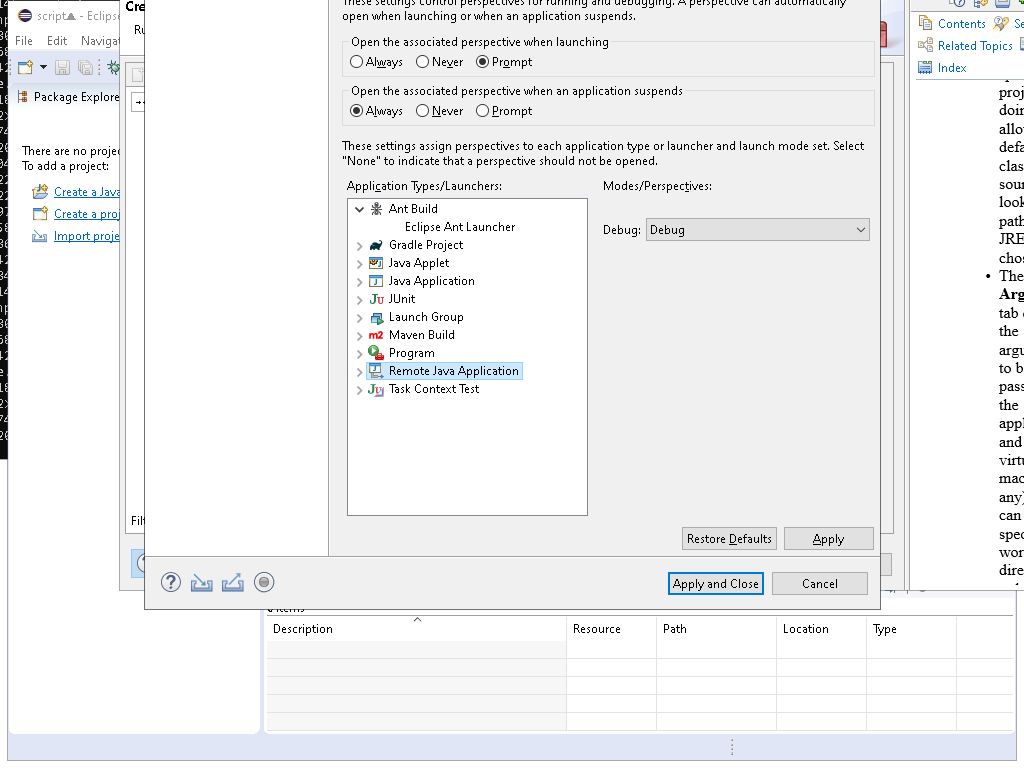 script - Eclipse
File Edit Navigat
Package Explore
There are no proje
To add a project:
Create a Java
Create a proj
Import proje
Cre
Ru
Filt
These settings control perspectives for running and debugging. A perspective can automatically
open when launching or when an application suspends.
Open the associated perspective when launching
Always Never Prompt
Open the associated perspective when an application suspends
Always Never Prompt
These settings assign perspectives to each application type or launcher and launch mode set. Select
"None" to indicate that a perspective should not be opened.
Application Types/Launchers:
Modes/Perspectives:
Ant Build
Eclipse Ant Launcher
Gradle Project
Java Applet
Java Application
JUnit
Launch Group
Maven Build
Program
Remote Java Application
Task Context Test
Debug: Debug
Restore Defaults Apply
Apply and Close Cancel
Contents Se
Related Topics
Index
proj
doin
allo
defa
clas
sour
look
path
JRE
chos
• The
Arg
tab
the
argu
to b
pass
the
appl
and
virtu
mac
any)
can
spec
wor
dire
Description Resource Path Location Type